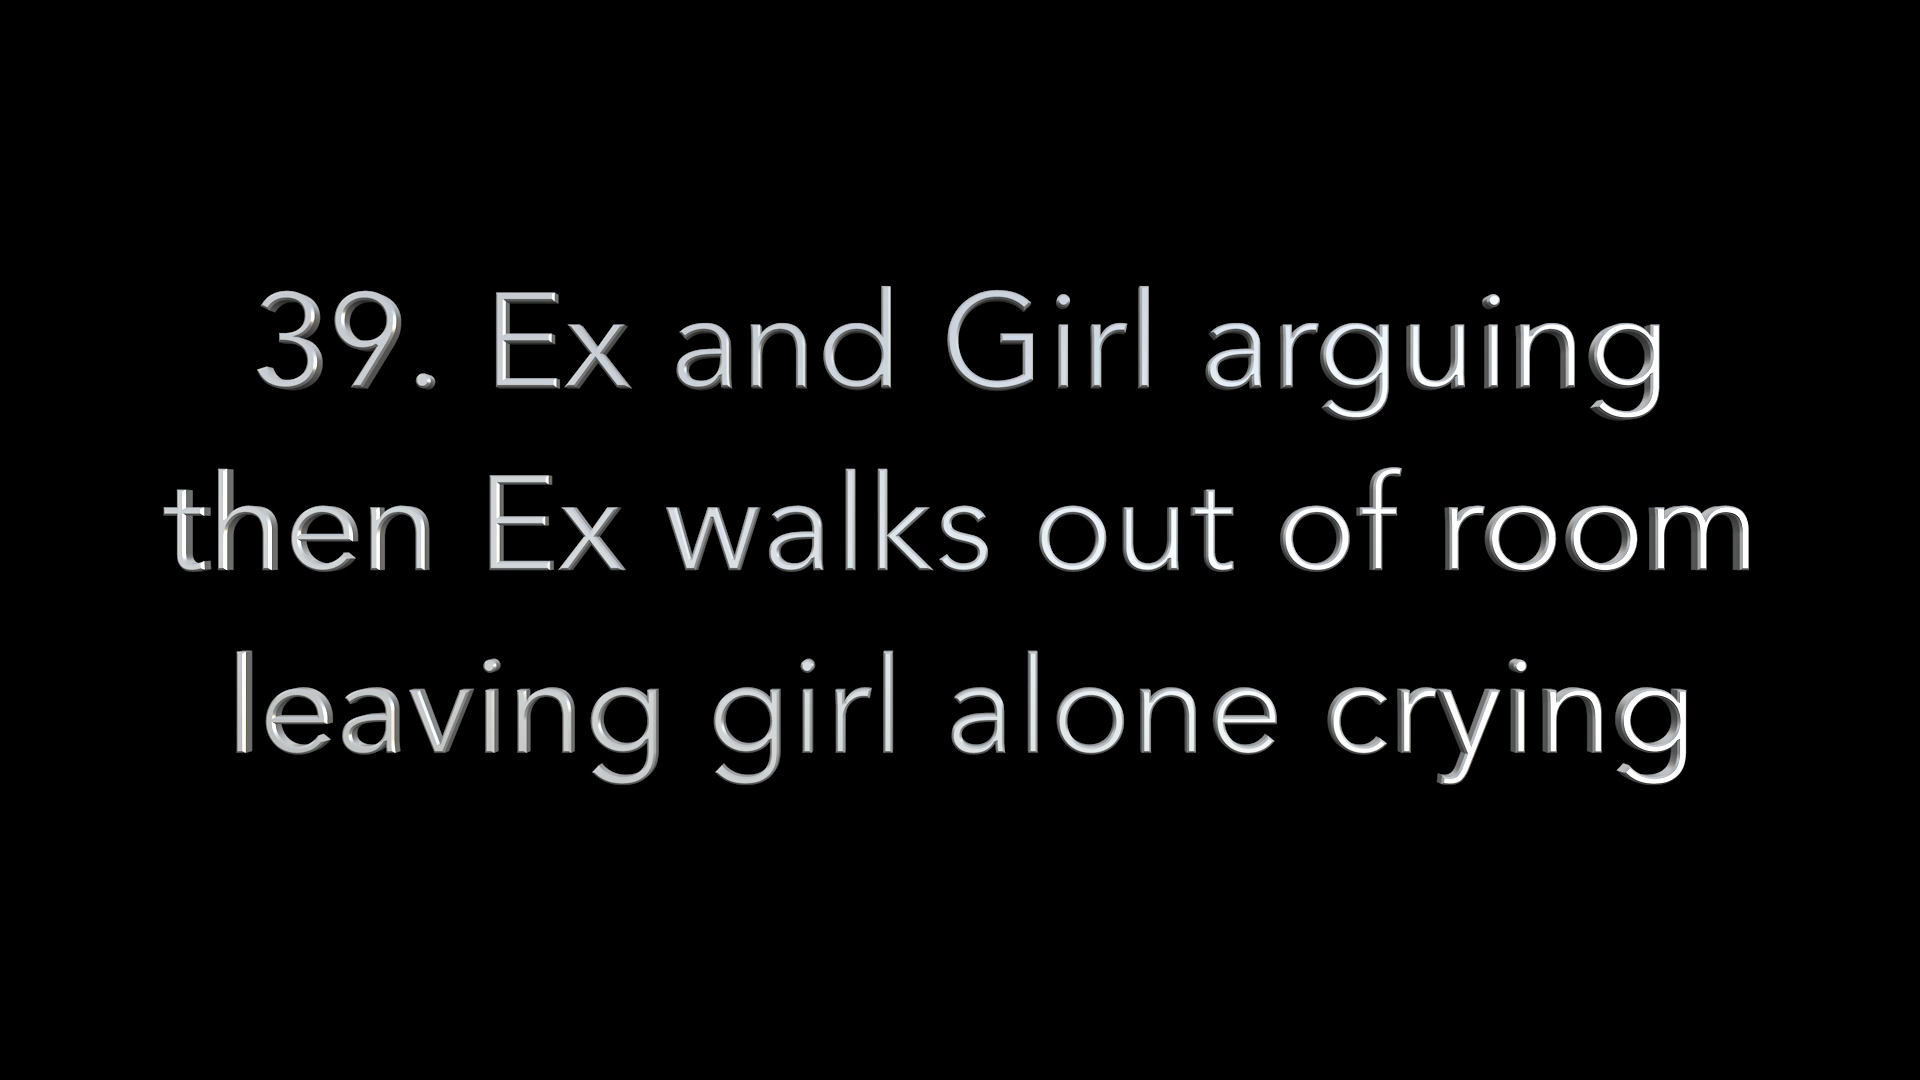 39. Ex and Girl arguing
then Ex walks out of room
leaving girl alone crying